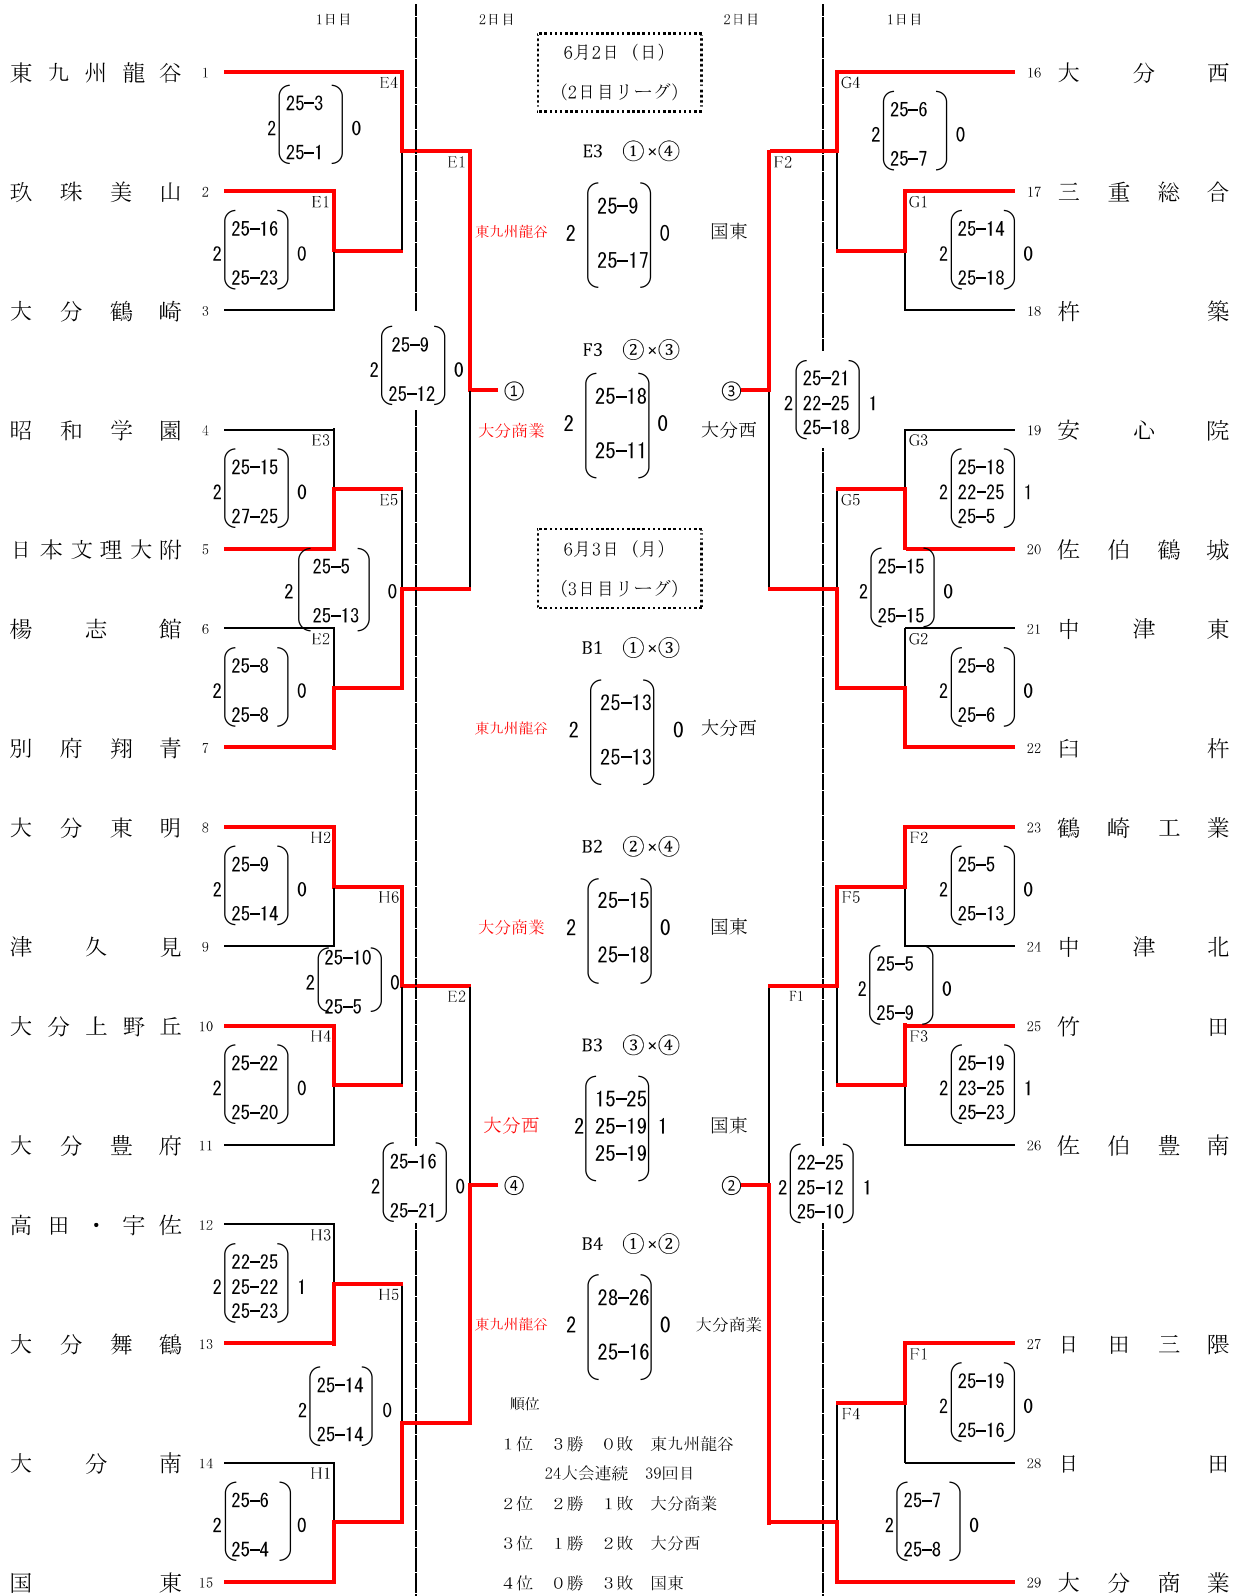 1日目 2日目 2日目 1日目
6月2日（日）
(2日目リーグ)
東九州龍谷 1
E4
2 25-3 25-1 0
玖珠美山 2
E1
2 25-16 25-23 0
大分鶴崎 3
E1
2 25-9 25-12 0
①
昭和学園 4
E3
2 25-15 27-25 0
E5
日本文理大附 5
2 25-5 25-13 0
楊志館 6
E2
2 25-8 25-8 0
別府翔青 7
大分東明 8
H2
2 25-9 25-14 0
H6
津久見 9
2 25-10 25-5 0
E2
大分上野丘 10
H4
2 25-22 25-20 0
大分豊府 11
2 25-16 25-21 0
④
高田・宇佐 12
H3
2 22-25 25-22 25-23 1
H5
大分舞鶴 13
2 25-14 25-14 0
大分南 14
H1
2 25-6 25-4 0
国東 15
E3 ①×④
東九州龍谷 2 25-9 25-17 0 国東
F3 ②×③
大分商業 2 25-18 25-11 0 大分西
6月3日（月）
(3日目リーグ)
B1 ①×③
東九州龍谷 2 25-13 25-13 0 大分西
B2 ②×④
大分商業 2 25-15 25-18 0 国東
B3 ③×④
大分西 2 15-25 25-19 25-19 1 国東
B4 ①×②
東九州龍谷 2 28-26 25-16 0 大分商業
順位
1位 3勝 0敗 東九州龍谷
24大会連続 39回目
2位 2勝 1敗 大分商業
3位 1勝 2敗 大分西
4位 0勝 3敗 国東
16 大分西
G4
2 25-6 25-7 0
F2
17 三重総合
G1
2 25-14 25-18 0
18 杵築
③
2 25-21 22-25 25-18 1
19 安心院
G3
2 25-18 22-25 25-5 1
G5
20 佐伯鶴城
2 25-15 25-15 0
21 中津東
G2
2 25-8 25-6 0
22 臼杵
23 鶴崎工業
F2
2 25-5 25-13 0
F5
24 中津北
2 25-5 25-9 0
F1
25 竹田
F3
2 25-19 23-25 25-23 1
26 佐伯豊南
②
2 22-25 25-12 25-10 1
27 日田三隈
F1
2 25-19 25-16 0
F4
28 日田
2 25-7 25-8 0
29 大分商業